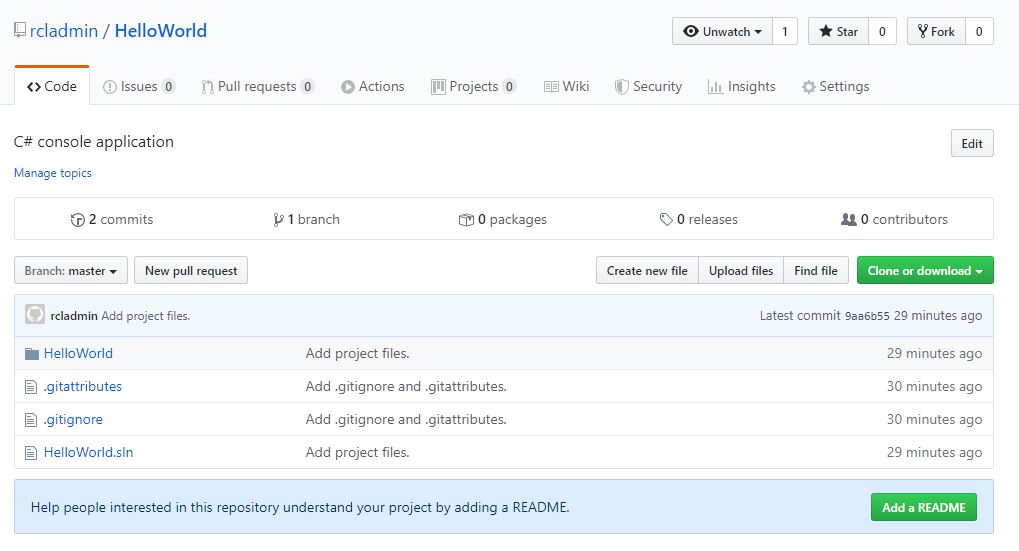 rcladmin / HelloWorld Unwatch 1 Star 0 Fork 0
Code Issues 0 Pull requests 0 Actions Projects 0 Wiki Security Insights Settings
C# console application Edit
Manage topics
2 commits 1 branch 0 packages 0 releases 0 contributors
Branch: master New pull request Create new file Upload files Find file Clone or download
rcladmin Add project files. Latest commit 9aa6b55 29 minutes ago
HelloWorld Add project files. 29 minutes ago
.gitattributes Add .gitignore and .gitattributes. 30 minutes ago
.gitignore Add .gitignore and .gitattributes. 30 minutes ago
HelloWorld.sln Add project files. 29 minutes ago
Help people interested in this repository understand your project by adding a README. Add a README